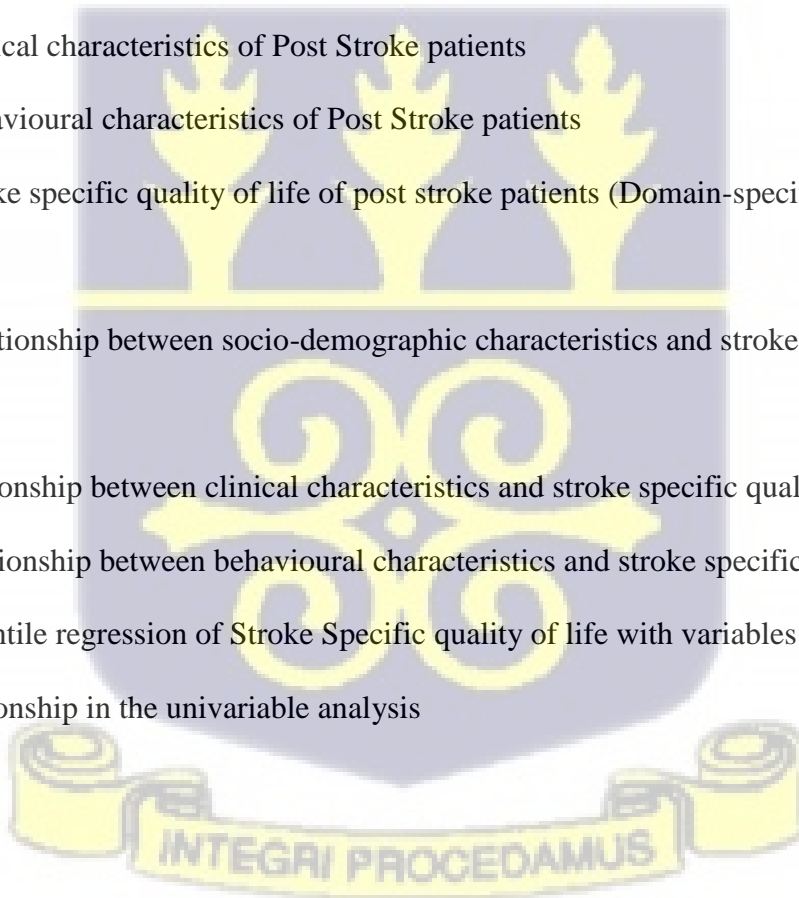 ical characteristics of Post Stroke patients
avioural characteristics of Post Stroke patients
ke specific quality of life of post stroke patients (Domain-speci
tionship between socio-demographic characteristics and stroke
onship between clinical characteristics and stroke specific qual
tionship between behavioural characteristics and stroke specific
ntile regression of Stroke Specific quality of life with variables
onship in the univariable analysis
INTEGRI PROCEDAMUS